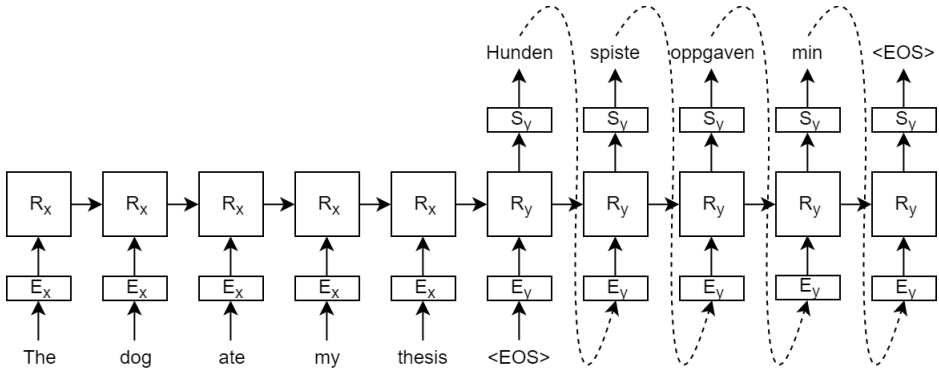 Hunden spiste oppgaven min <EOS>
S_y S_y S_y S_y S_y
R_x R_x R_x R_x R_x R_y R_y R_y R_y R_y
E_x E_x E_x E_x E_x E_y E_y E_y E_y E_y
The dog ate my thesis <EOS>